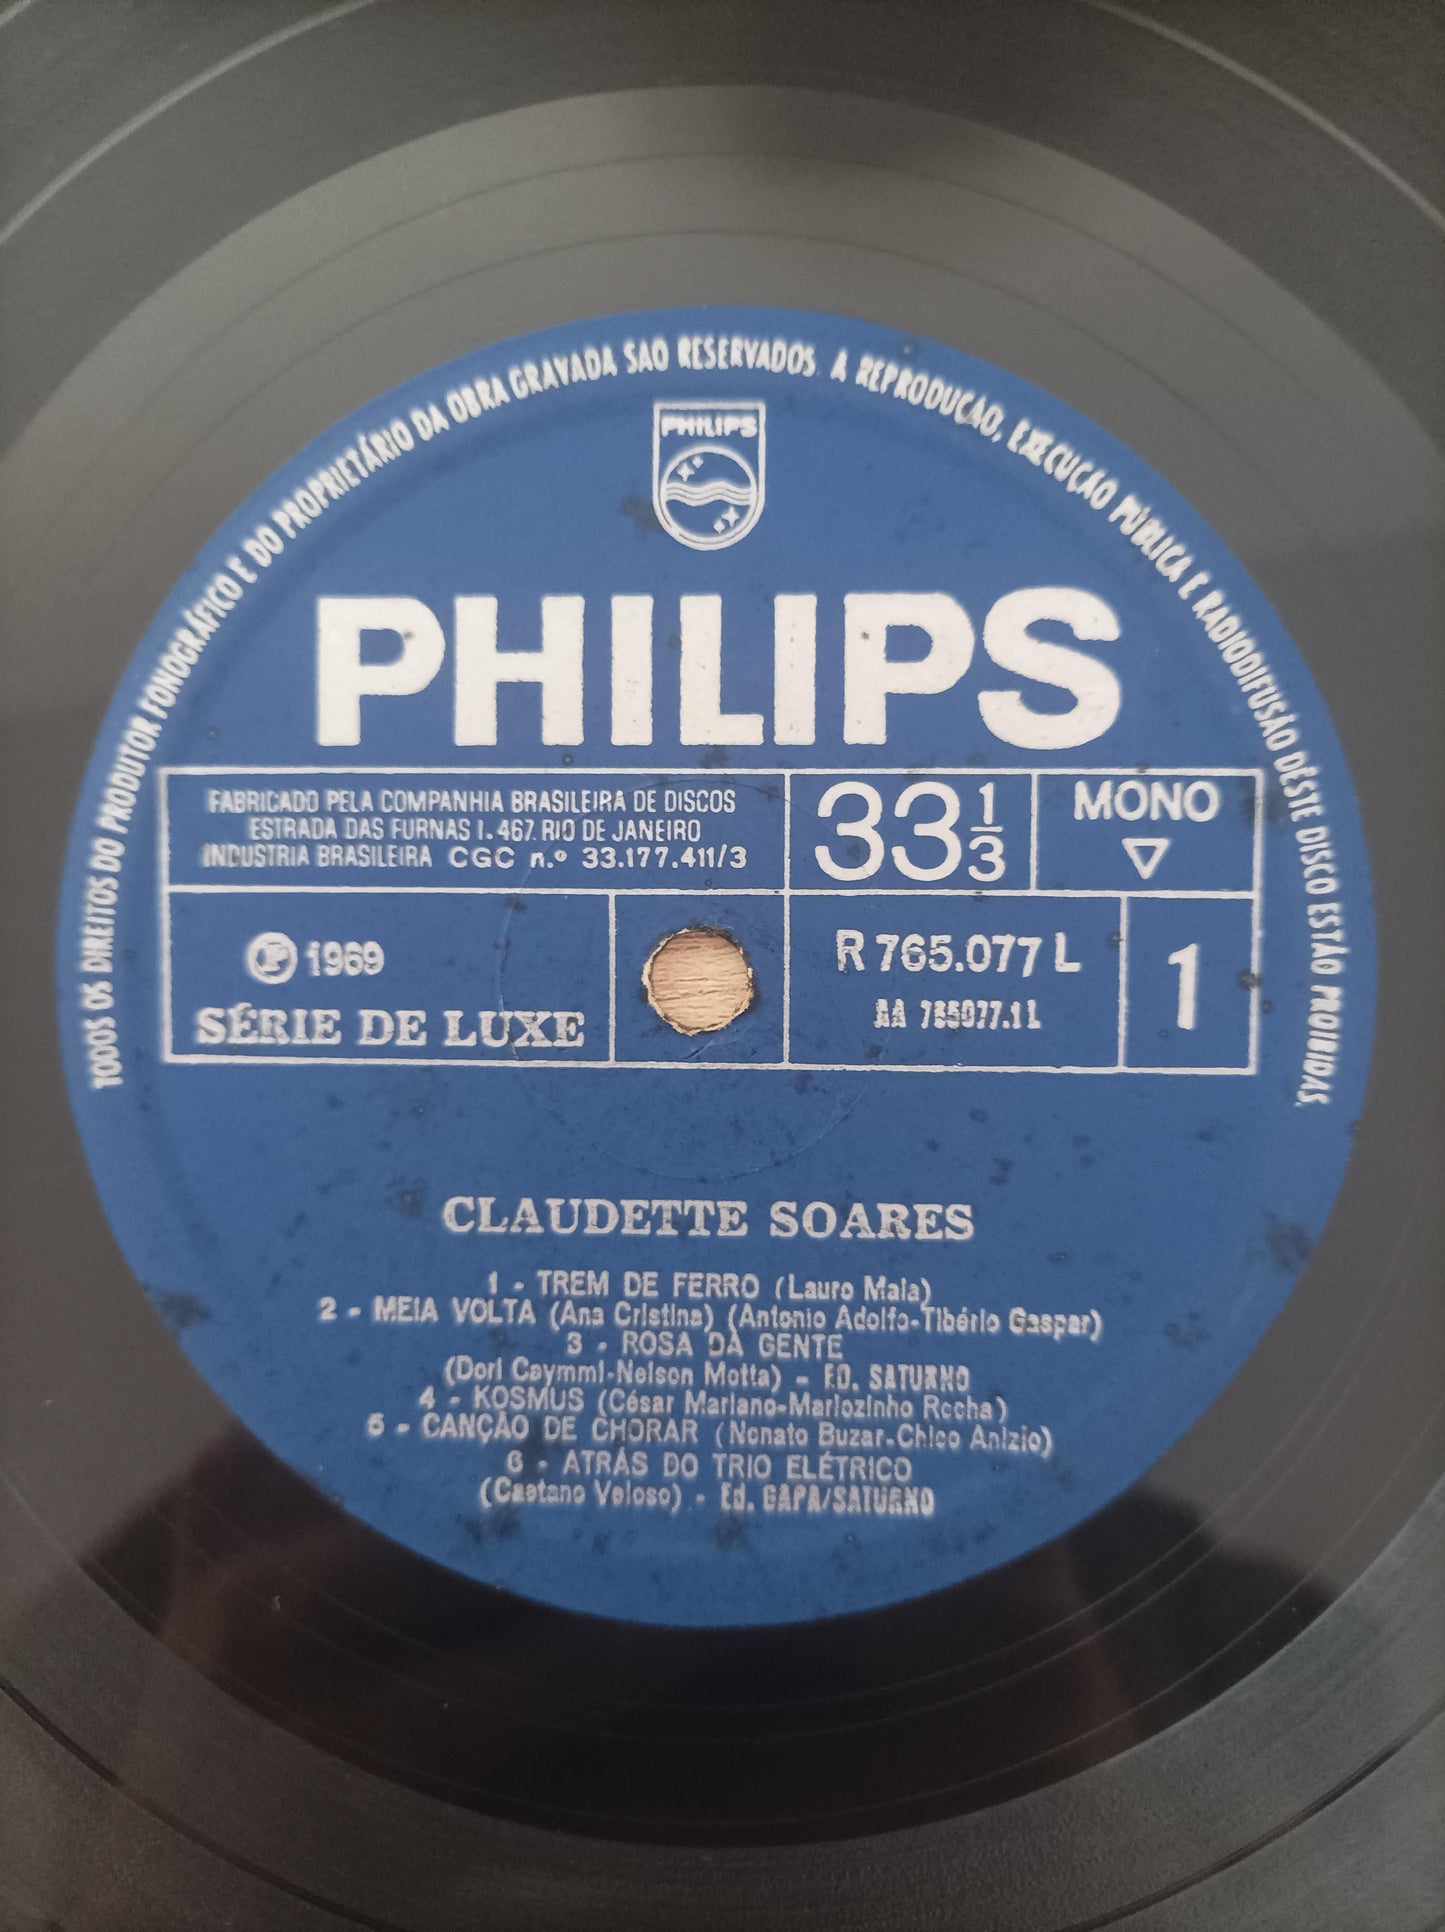 TODOS OS DIREITOS DO PRODUTOR FONOGRÁFICO E DO PROPRIETÁRIO DA OBRA GRAVADA SAO RESERVADOS. A REPRODUÇÃO, EXECUÇÃO PÚBLICA E RADIODIFUSÃO DÊSTE DISCO ESTÃO PROIBIDAS.
PHILIPS
PHILIPS
FABRICADO PELA COMPANHIA BRASILEIRA DE DISCOS
ESTRADA DAS FURNAS 1.467. RIO DE JANEIRO
INDUSTRIA BRASILEIRA CGC n.º 33.177.411/3
33 1/3
MONO
℗ 1969
SÉRIE DE LUXE
R 765.077 L
AA 765077.1 L
1
CLAUDETTE SOARES
1 - TREM DE FERRO (Lauro Maia)
2 - MEIA VOLTA (Ana Cristina) (Antonio Adolfo-Tibério Gaspar)
3 - ROSA DA GENTE
(Dori Caymmi-Nelson Motta) - ED. SATURNO
4 - KOSMUS (César Mariano-Mariozinho Rocha)
5 - CANÇÃO DE CHORAR (Nonato Buzar-Chico Anizio)
6 - ATRÁS DO TRIO ELÉTRICO
(Caetano Veloso) - Ed. GAPA/SATURNO